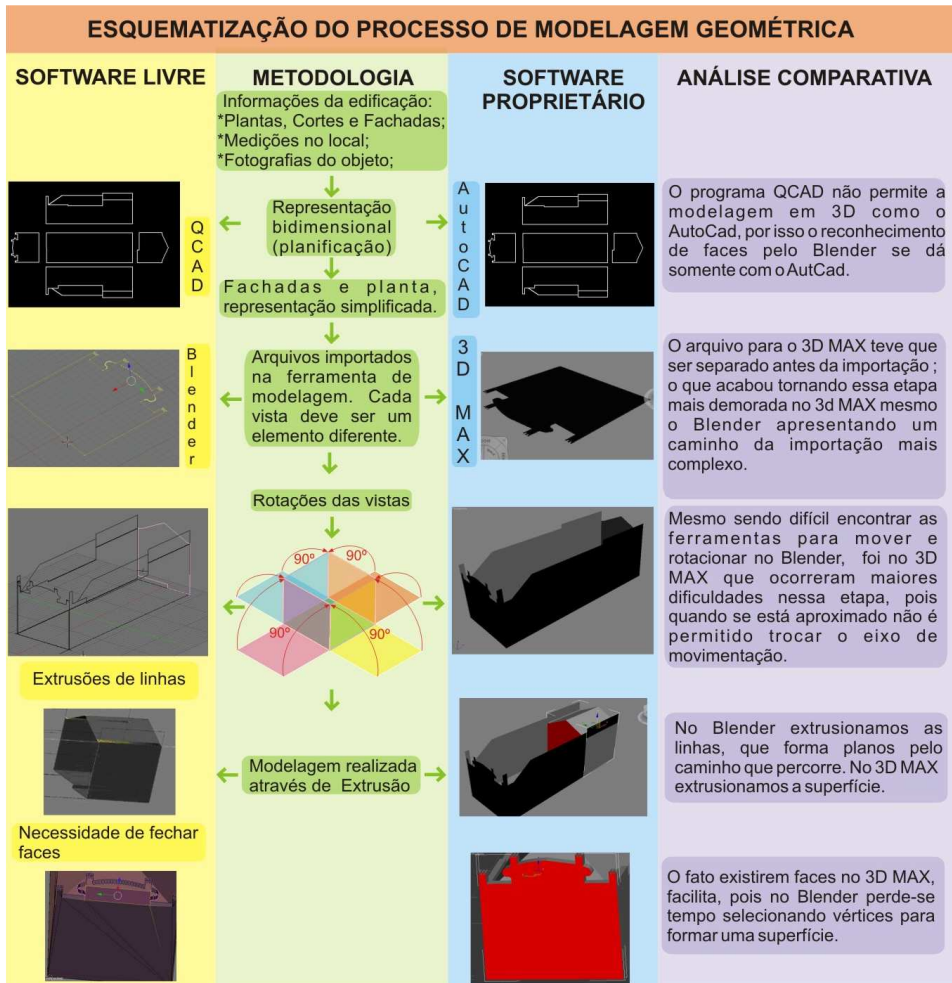 ESQUEMATIZAÇÃO DO PROCESSO DE MODELAGEM GEOMÉTRICA
SOFTWARE LIVRE
METODOLOGIA
SOFTWARE
PROPRIETÁRIO
ANÁLISE COMPARATIVA
Informações da edificação:
*Plantas, Cortes e Fachadas;
*Medições no local;
*Fotografias do objeto;
QCAD
Representação
bidimensional
(planificação)
AutoCAD
O programa QCAD não permite a
modelagem em 3D como o
AutoCad, por isso o reconhecimento
de faces pelo Blender se dá
somente com o AutCad.
Fachadas e planta,
representação simplificada.
Blender
Arquivos importados
na ferramenta de
modelagem. Cada
vista deve ser um
elemento diferente.
3D MAX
O arquivo para o 3D MAX teve que
ser separado antes da importação ;
o que acabou tornando essa etapa
mais demorada no 3d MAX mesmo
o Blender apresentando um
caminho da importação mais
complexo.
Rotações das vistas
90º
90º
90º
90º
Mesmo sendo difícil encontrar as
ferramentas para mover e
rotacionar no Blender, foi no 3D
MAX que ocorreram maiores
dificuldades nessa etapa, pois
quando se está aproximado não é
permitido trocar o eixo de
movimentação.
Extrusões de linhas
Modelagem realizada
através de Extrusão
No Blender extrusionamos as
linhas, que forma planos pelo
caminho que percorre. No 3D MAX
extrusionamos a superfície.
Necessidade de fechar
faces
O fato existirem faces no 3D MAX,
facilita, pois no Blender perde-se
tempo selecionando vértices para
formar uma superfície.